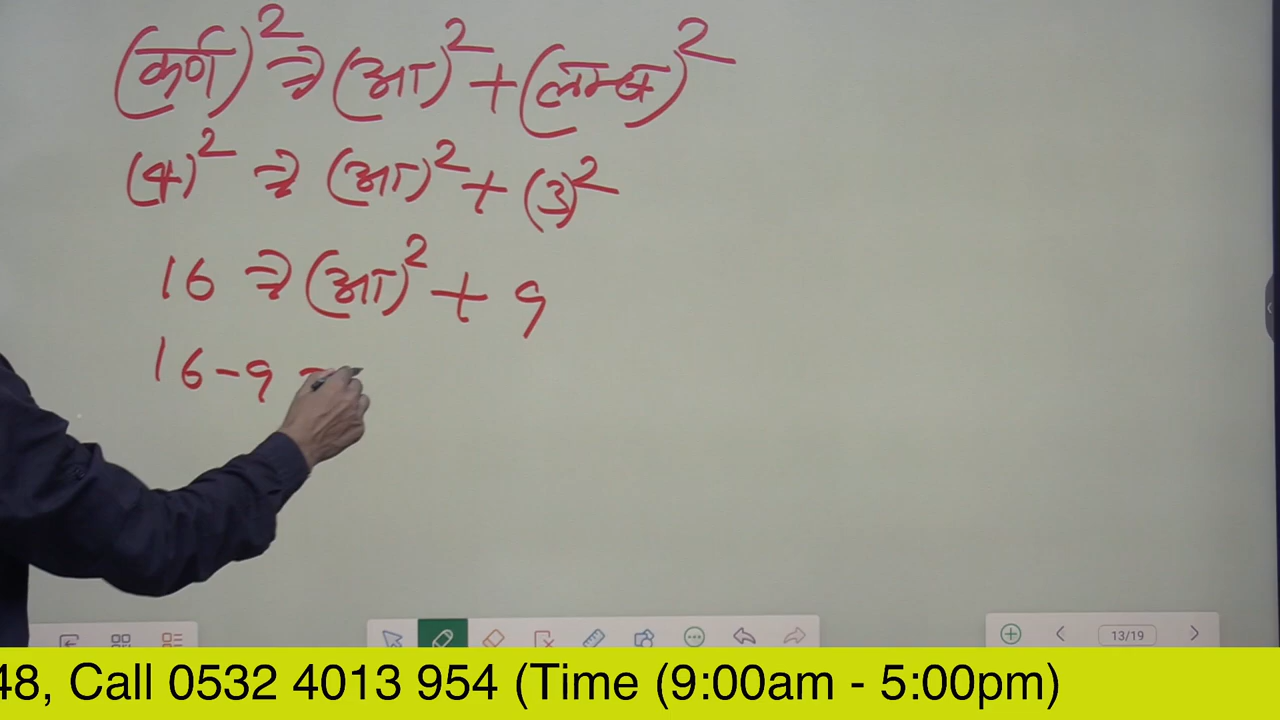 (कर्ण)² ⇒ (आ)² + (लम्ब)²
(4)² ⇒ (आ)² + (3)²
16 ⇒ (आ)² + 9
16-9 =
13/19
48, Call 0532 4013 954 (Time (9:00am - 5:00pm)